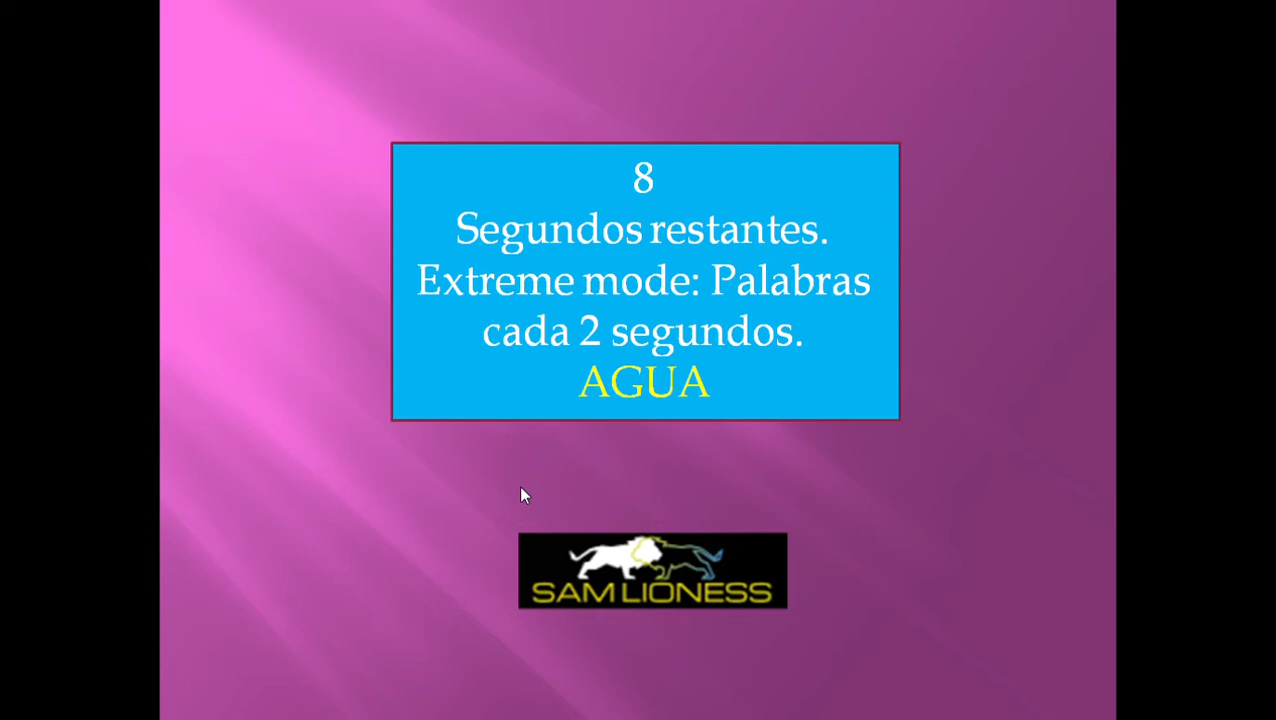 8
Segundos restantes.
Extreme mode: Palabras
cada 2 segundos.
AGUA
SAM LIONESS